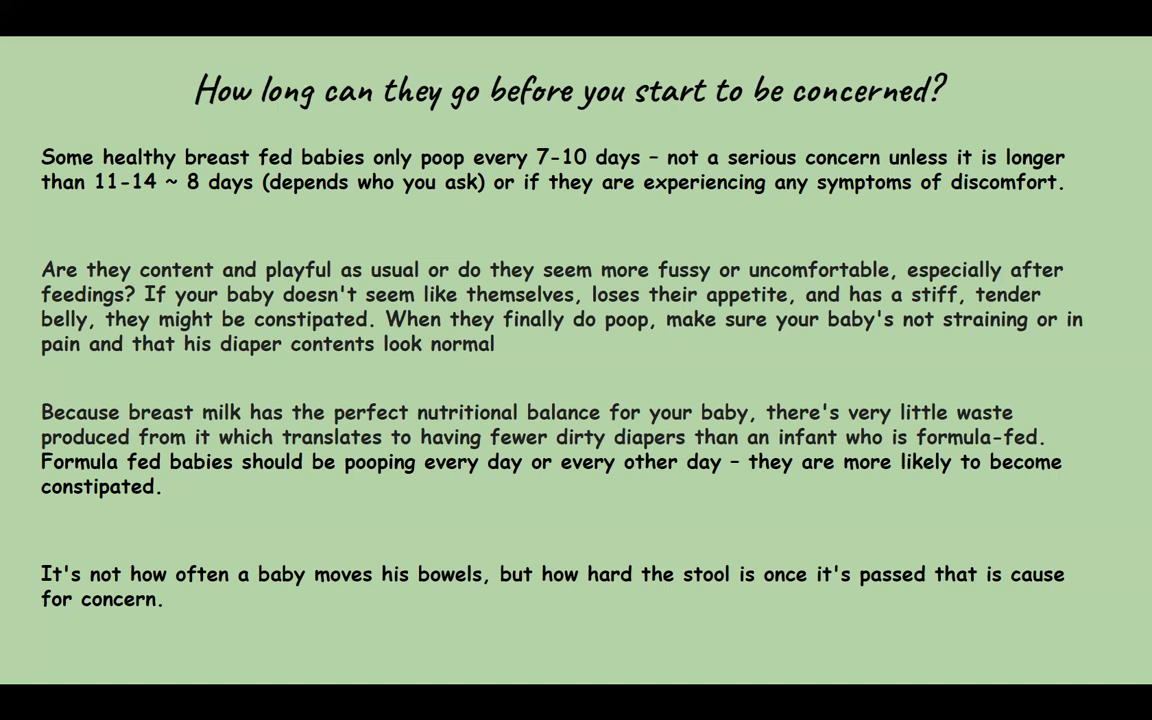 How long can they go before you start to be concerned?
Some healthy breast fed babies only poop every 7-10 days – not a serious concern unless it is longer
than 11-14 ~ 8 days (depends who you ask) or if they are experiencing any symptoms of discomfort.
Are they content and playful as usual or do they seem more fussy or uncomfortable, especially after
feedings? If your baby doesn't seem like themselves, loses their appetite, and has a stiff, tender
belly, they might be constipated. When they finally do poop, make sure your baby's not straining or in
pain and that his diaper contents look normal
Because breast milk has the perfect nutritional balance for your baby, there's very little waste
produced from it which translates to having fewer dirty diapers than an infant who is formula-fed.
Formula fed babies should be pooping every day or every other day – they are more likely to become
constipated.
It's not how often a baby moves his bowels, but how hard the stool is once it's passed that is cause
for concern.